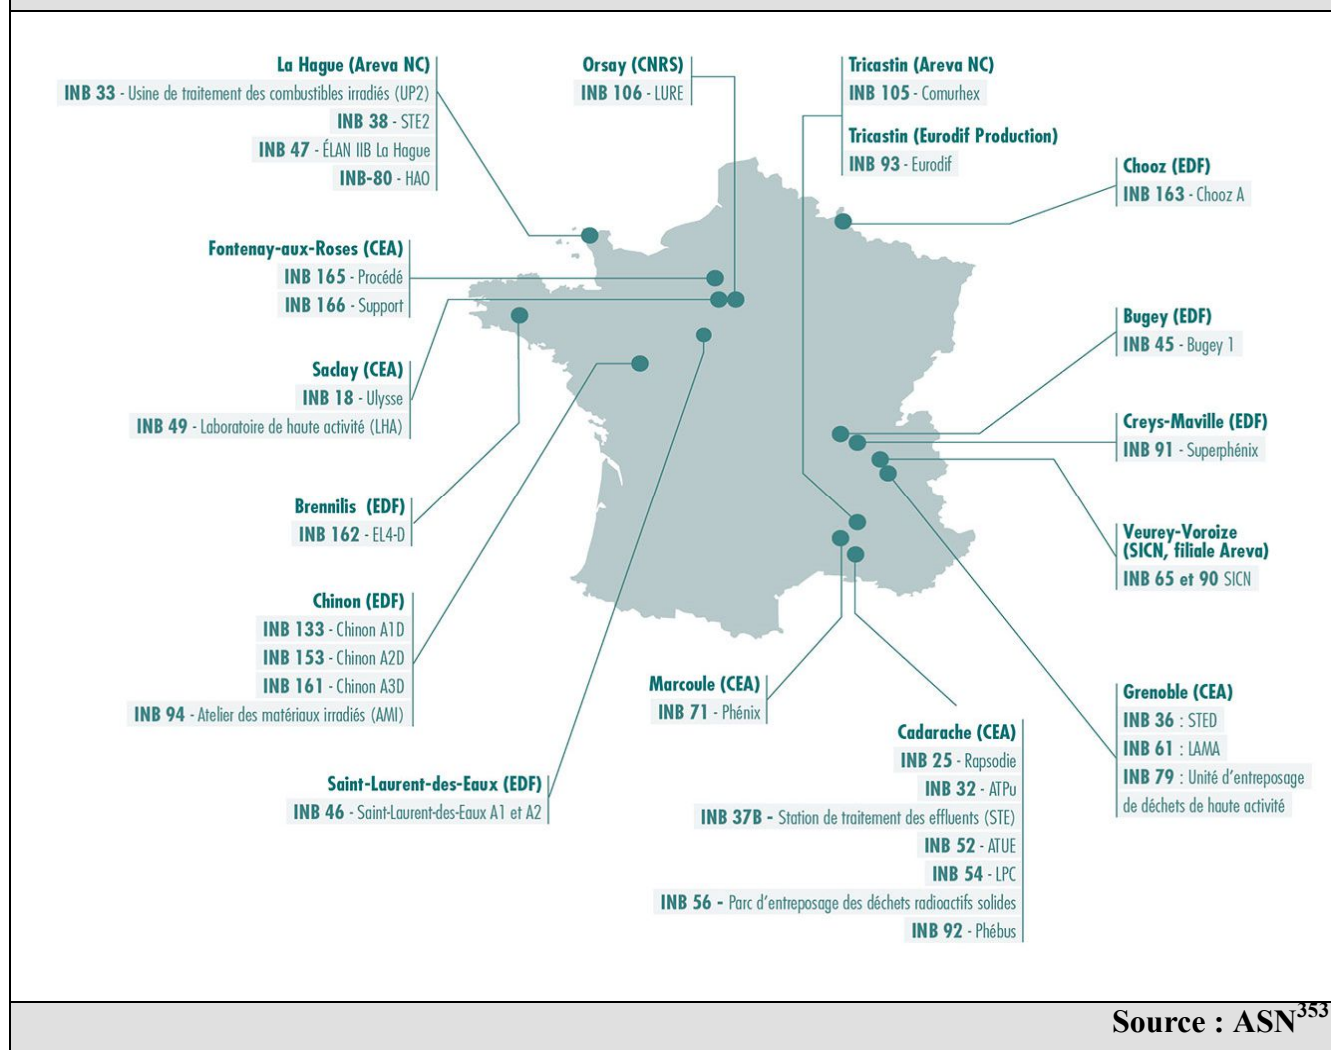 La Hague (Areva NC)
INB 33 - Usine de traitement des combustibles irradiés (UP2)
INB 38 - STE2
INB 47 - ÉLAN IIB La Hague
INB-80 - HAO
Orsay (CNRS)
INB 106 - LURE
Tricastin (Areva NC)
INB 105 - Comurhex
Tricastin (Eurodif Production)
INB 93 - Eurodif
Chooz (EDF)
INB 163 - Chooz A
Fontenay-aux-Roses (CEA)
INB 165 - Procédé
INB 166 - Support
Bugey (EDF)
INB 45 - Bugey 1
Saclay (CEA)
INB 18 - Ulysse
INB 49 - Laboratoire de haute activité (LHA)
Creys-Maville (EDF)
INB 91 - Superphénix
Brennilis (EDF)
INB 162 - EL4-D
Veurey-Voroize
(SICN, filiale Areva)
INB 65 et 90 SICN
Chinon (EDF)
INB 133 - Chinon A1D
INB 153 - Chinon A2D
INB 161 - Chinon A3D
INB 94 - Atelier des matériaux irradiés (AMI)
Marcoule (CEA)
INB 71 - Phénix
Grenoble (CEA)
INB 36 : STED
INB 61 : LAMA
INB 79 : Unité d'entreposage
de déchets de haute activité
Saint-Laurent-des-Eaux (EDF)
INB 46 - Saint-Laurent-des-Eaux A1 et A2
Cadarache (CEA)
INB 25 - Rapsodie
INB 32 - ATPu
INB 37B - Station de traitement des effluents (STE)
INB 52 - ATUE
INB 54 - LPC
INB 56 - Parc d'entreposage des déchets radioactifs solides
INB 92 - Phébus
Source : ASN353